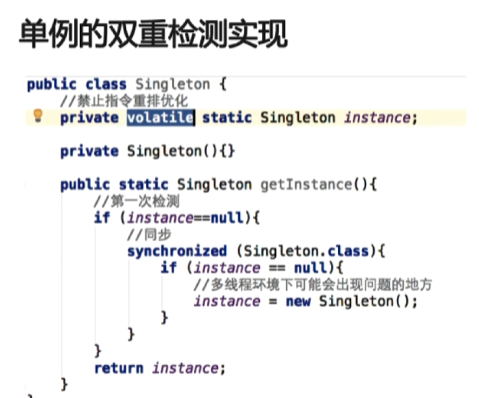 单例的双重检测实现
public class Singleton {
//禁止指令重排优化
private volatile static Singleton instance;
private Singleton(){}
public static Singleton getInstance(){
//第一次检测
if (instance==null){
//同步
synchronized (Singleton.class){
if (instance == null){
//多线程环境下可能会出现问题的地方
instance = new Singleton();
}
}
}
return instance;
}
}